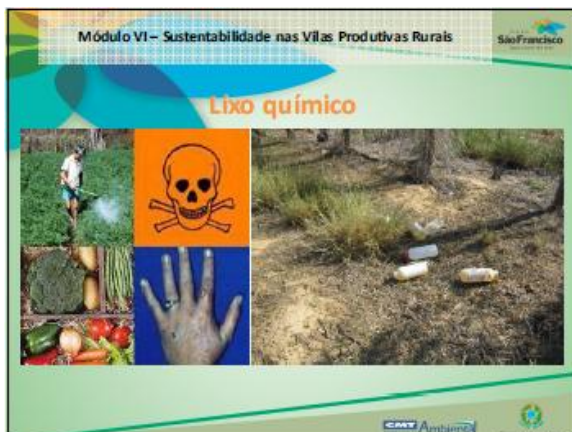 Módulo VI – Sustentabilidade nas Vilas Produtivas Rurais
São Francisco
Lixo químico
CMT Ambiental